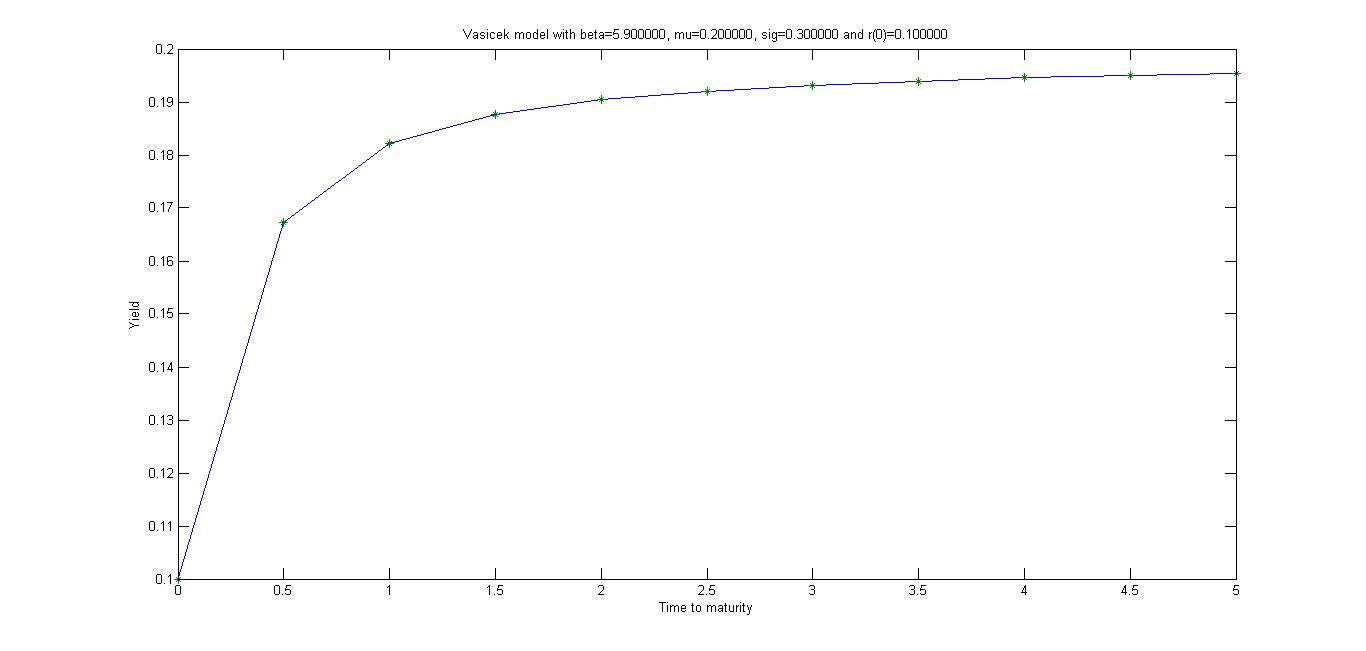 Vasicek model with beta=5.900000, mu=0.200000, sig=0.300000 and r(0)=0.100000
0.2
0.19
0.18
0.17
0.16
0.15
0.14
0.13
0.12
0.11
0.1
Yield
0 0.5 1 1.5 2 2.5 3 3.5 4 4.5 5
Time to maturity